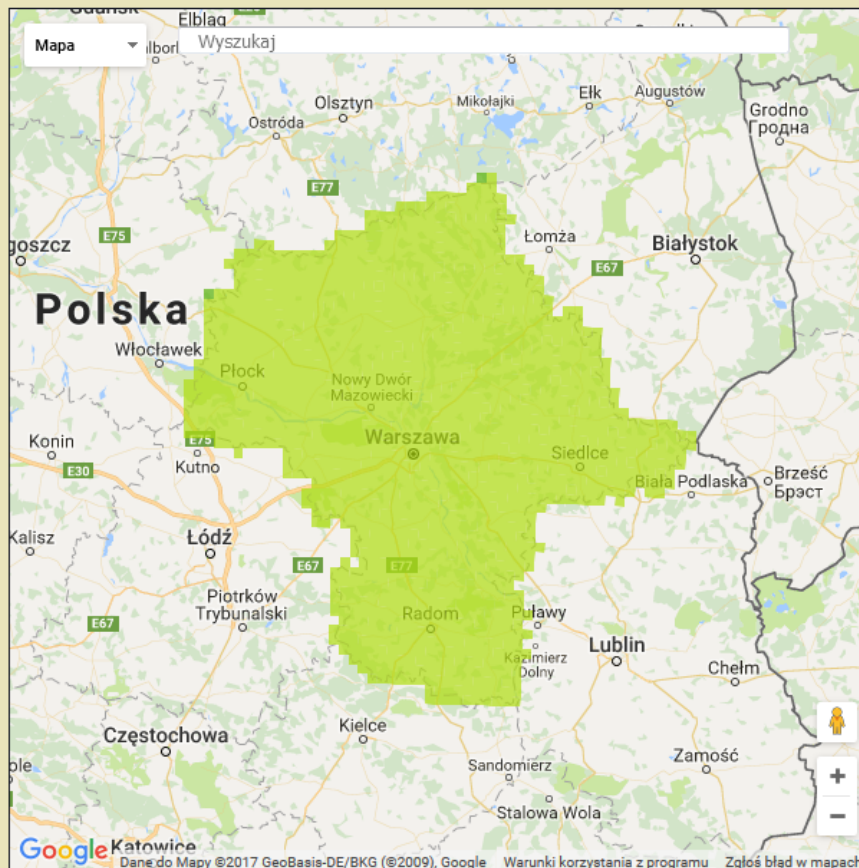 Gdańsk
Elbląg
Mapa
Wyszukaj
Olsztyn
Mikołajki
Ełk
Augustów
Ostróda
Grodno
Гродна
E77
E75
goszcz
Łomża
Białystok
E67
Polska
Włocławek
Płock
Nowy Dwór
Mazowiecki
Warszawa
Konin
E75
Siedlce
E30
Kutno
Biała Podlaska
Brześć
Брэст
Kalisz
Łódź
E67
E77
Piotrków
Trybunalski
E67
Radom
Puławy
Kazimierz
Dolny
Lublin
Chełm
Kielce
Częstochowa
ole
Sandomierz
Zamość
Stalowa Wola
Google
Katowice
Dane do Mapy ©2017 GeoBasis-DE/BKG (©2009), Google
Warunki korzystania z programu
Zgłoś błąd w mapach